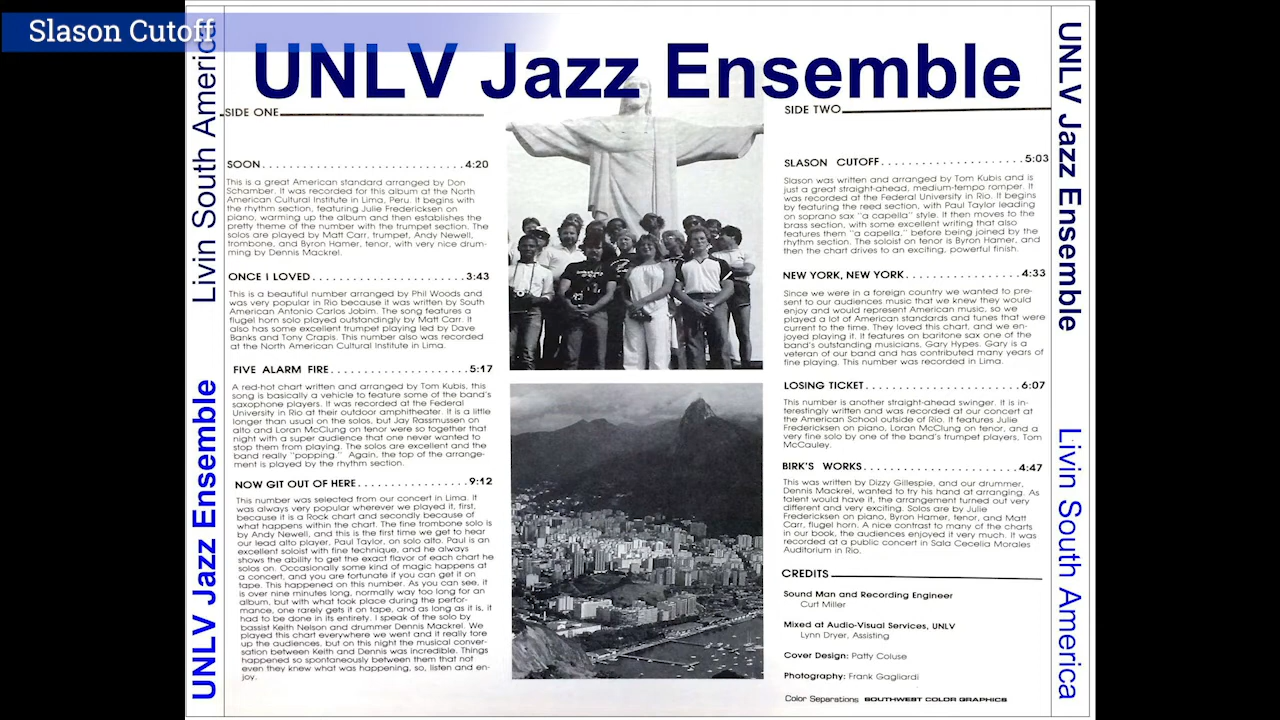 Slason Cutoff
UNLV Jazz Ensemble
Livin South America
UNLV Jazz Ensemble
SIDE ONE
SOON 4:20
This is a great American standard arranged by Don
Schamber. It was recorded for this album at the North
American Cultural Institute in Lima, Peru. It begins with
the rhythm section, featuring Julie Fredericksen on
piano, warming up the album and then establishes the
pretty theme of the number with the trumpet section. The
solos are played by Matt Carr, trumpet, Andy Newell,
trombone, and Byron Hamer, tenor, with very nice drum-
ming by Dennis Mackrel.
ONCE I LOVED 3:43
This is a beautiful number arranged by Phil Woods and
was very popular in Rio because it was written by South
American Antonio Carlos Jobim. The song features a
flugel horn solo played outstandingly by Matt Carr. It
also has some excellent trumpet playing led by Dave
Banks and Tony Crapis. This number also was recorded
at the North American Cultural Institute in Lima.
FIVE ALARM FIRE 5:17
A red-hot chart written and arranged by Tom Kubis, this
song is basically a vehicle to feature some of the band's
saxophone players. It was recorded at the Federal
University in Rio at their outdoor amphitheater. It is a little
longer than usual on the solos, but Jay Rasmussen on
alto and Loran McClung on tenor were so together that
night with a super audience that one never wanted to
stop them from playing. The solos are excellent and the
band really "popping." Again, the top of the arrange-
ment is played by the rhythm section.
NOW GIT OUT OF HERE 9:12
This number was selected from our concert in Lima. It
was always very popular wherever we played it, first,
because it is a Rock chart and secondly because of
what happens within the chart. The fine trombone solo is
by Andy Newell, and this is the first time we get to hear
our lead alto player, Paul Taylor, on solo alto. Paul is an
excellent soloist with fine technique, and he always
shows the ability to get the exact flavor of each chart he
solos on. Occasionally some kind of magic happens at
a concert, and you are fortunate if you can get it on
tape. This happened on this number. As you can see, it
is over nine minutes long, normally way too long for an
album, but with what took place during the perfor-
mance, one rarely gets it on tape, and as long as it is, it
had to be done in its entirety. I speak of the solo by
bassist Keith Nelson and drummer Dennis Mackrel. We
played this chart everywhere we went and it really tore
up the audiences, but on this night the musical conver-
sation between Keith and Dennis was incredible. Things
happened so spontaneously between them that not
even they knew what was happening, so, listen and en-
joy.
SIDE TWO
SLASON CUTOFF 5:03
Slason was written and arranged by Tom Kubis and is
just a great straight-ahead, medium-tempo romper. It
was recorded at the Federal University in Rio. It begins
by featuring the reed section, with Paul Taylor leading
on soprano sax "a capella" style. It then moves to the
brass section, with some excellent writing that also
features them "a capella," before being joined by the
rhythm section. The soloist on tenor is Byron Hamer, and
then the chart drives to an exciting, powerful finish.
NEW YORK, NEW YORK 4:33
Since we were in a foreign country we wanted to pre-
sent to our audiences music that we knew they would
enjoy and would represent American music, so we
played a lot of American standards and tunes that were
current to the time. They loved this chart, and we en-
joyed playing it. It features on baritone sax one of the
band's outstanding musicians, Gary Hypes. Gary is a
veteran of our band and has contributed many years of
fine playing. This number was recorded in Lima.
LOSING TICKET 6:07
This number is another straight-ahead swinger. It is in-
terestingly written and was recorded at our concert at
the American School outside of Rio. It features Julie
Fredericksen on piano, Loran McClung on tenor, and a
very fine solo by one of the band's trumpet players, Tom
McCauley.
BIRK'S WORKS 4:47
This was written by Dizzy Gillespie, and our drummer,
Dennis Mackrel, wanted to try his hand at arranging. As
talent would have it, the arrangement turned out very
different and very exciting. Solos are by Julie
Fredericksen on piano, Byron Hamer, tenor, and Matt
Carr, flugel horn. A nice contrast to many of the charts
in our book, the audiences enjoyed it very much. It was
recorded at a public concert in Sala Cecelia Morales
Auditorium in Rio.
CREDITS
Sound Man and Recording Engineer
Curt Miller
Mixed at Audio-Visual Services, UNLV
Lynn Dryer, Assisting
Cover Design: Patty Coluse
Photography: Frank Gagliardi
Color Separations SOUTHWEST COLOR GRAPHICS
UNLV Jazz Ensemble
Livin South America